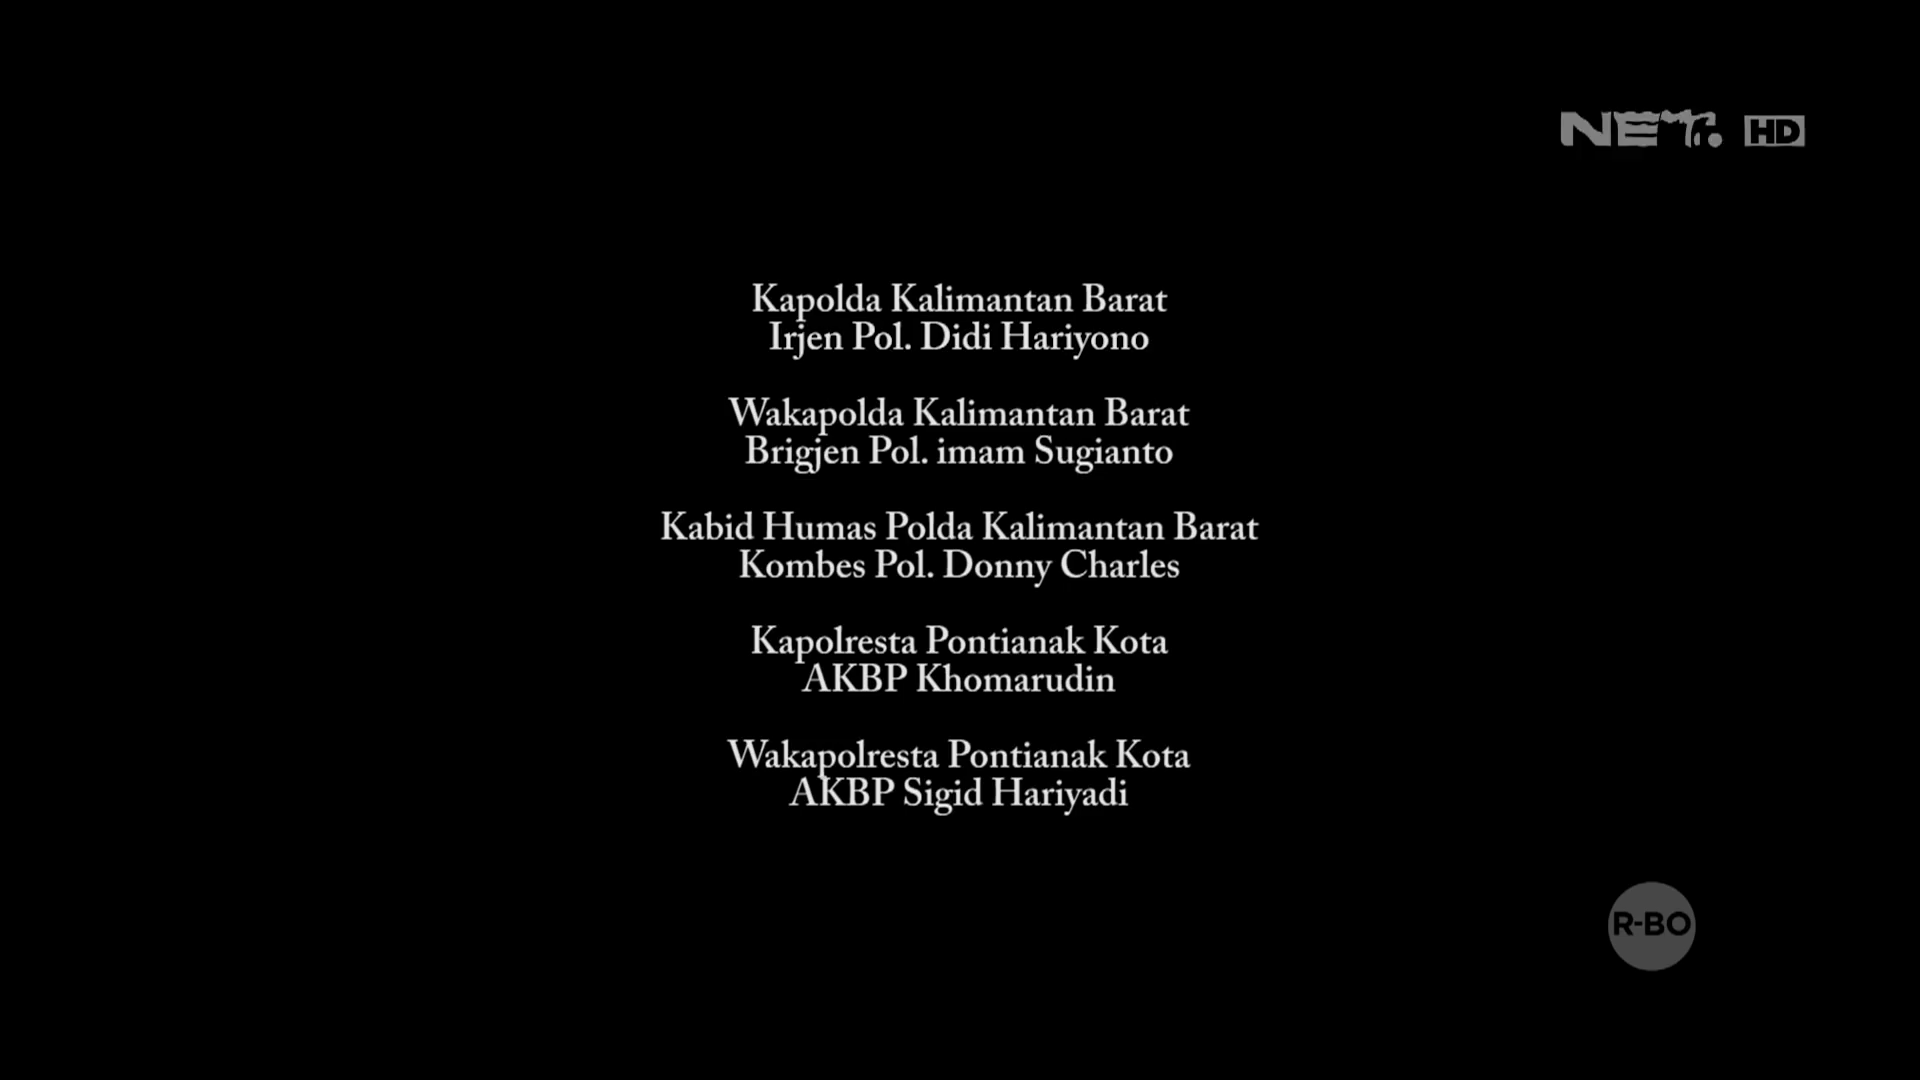 NET. HD
Kapolda Kalimantan Barat
Irjen Pol. Didi Hariyono
Wakapolda Kalimantan Barat
Brigjen Pol. imam Sugianto
Kabid Humas Polda Kalimantan Barat
Kombes Pol. Donny Charles
Kapolresta Pontianak Kota
AKBP Khomarudin
Wakapolresta Pontianak Kota
AKBP Sigid Hariyadi
R-BO